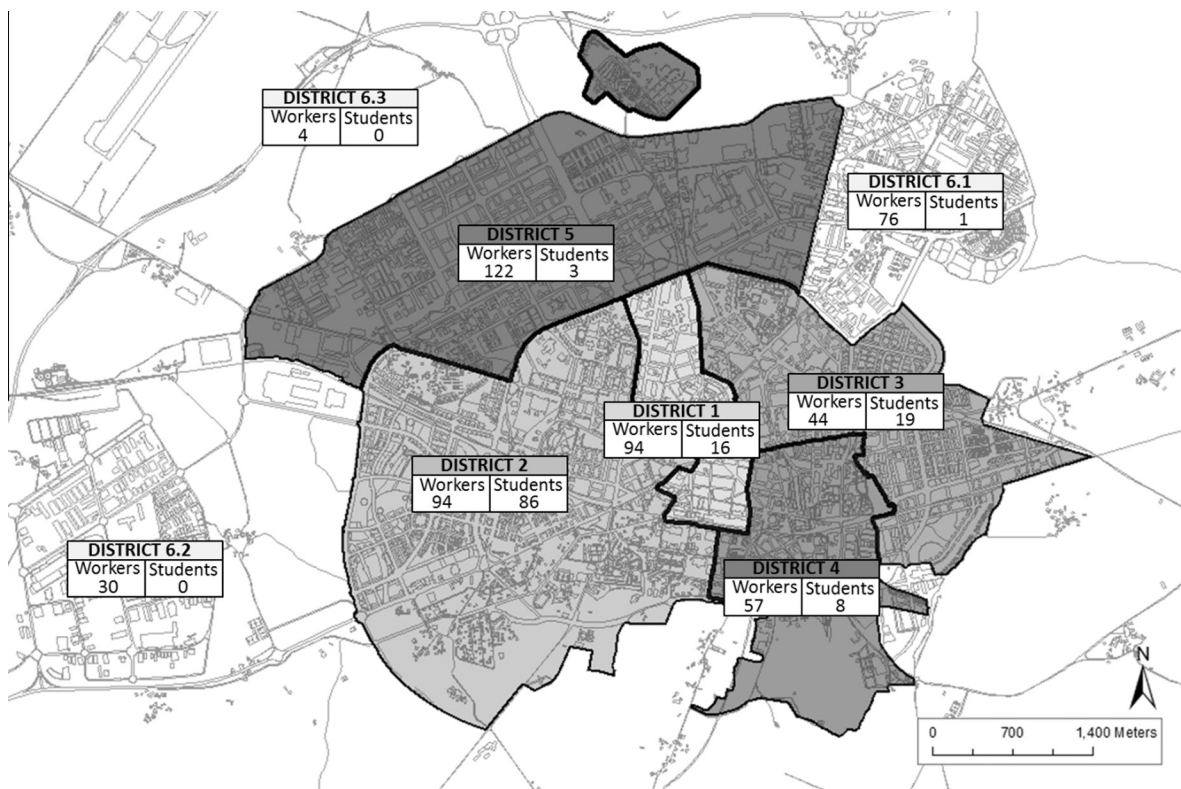 DISTRICT 6.3
Workers Students
4 0
DISTRICT 6.1
Workers Students
76 1
DISTRICT 5
Workers Students
122 3
DISTRICT 3
Workers Students
44 19
DISTRICT 1
Workers Students
94 16
DISTRICT 2
Workers Students
94 86
DISTRICT 6.2
Workers Students
30 0
DISTRICT 4
Workers Students
57 8
N
0 700 1,400 Meters